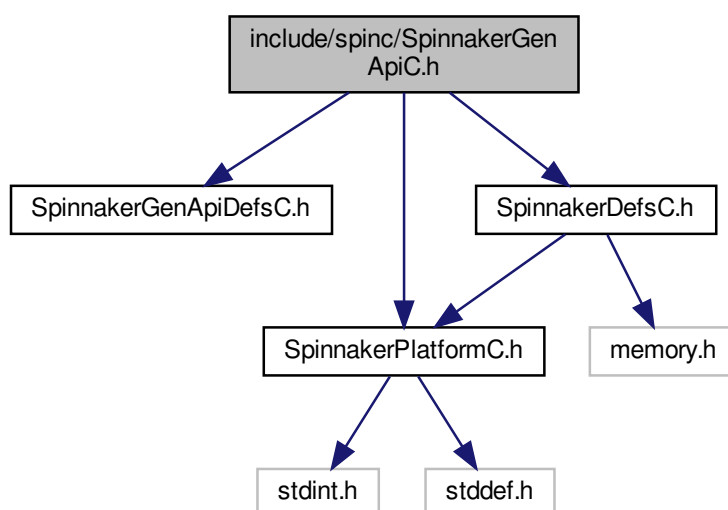 include/spinc/SpinnakerGen
ApiC.h
SpinnakerGenApiDefsC.h
SpinnakerDefsC.h
SpinnakerPlatformC.h
memory.h
stdint.h
stddef.h